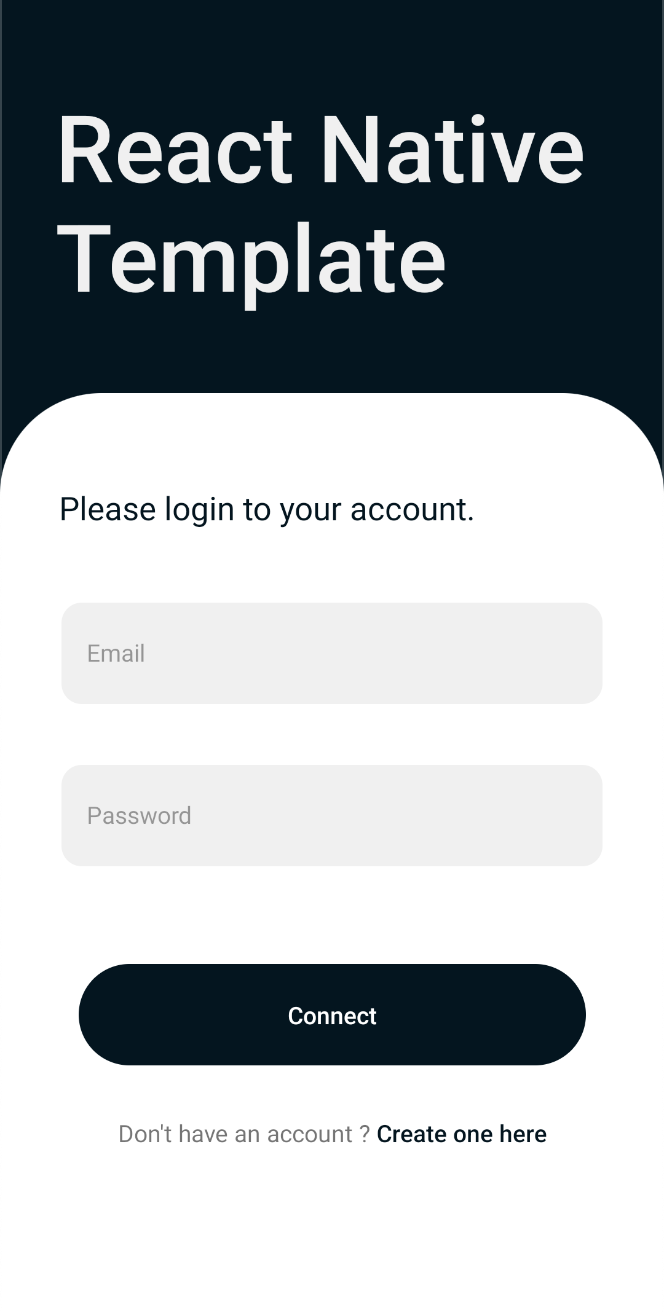 React Native
Template
Please login to your account.
Email
Password
Connect
Don't have an account ? Create one here